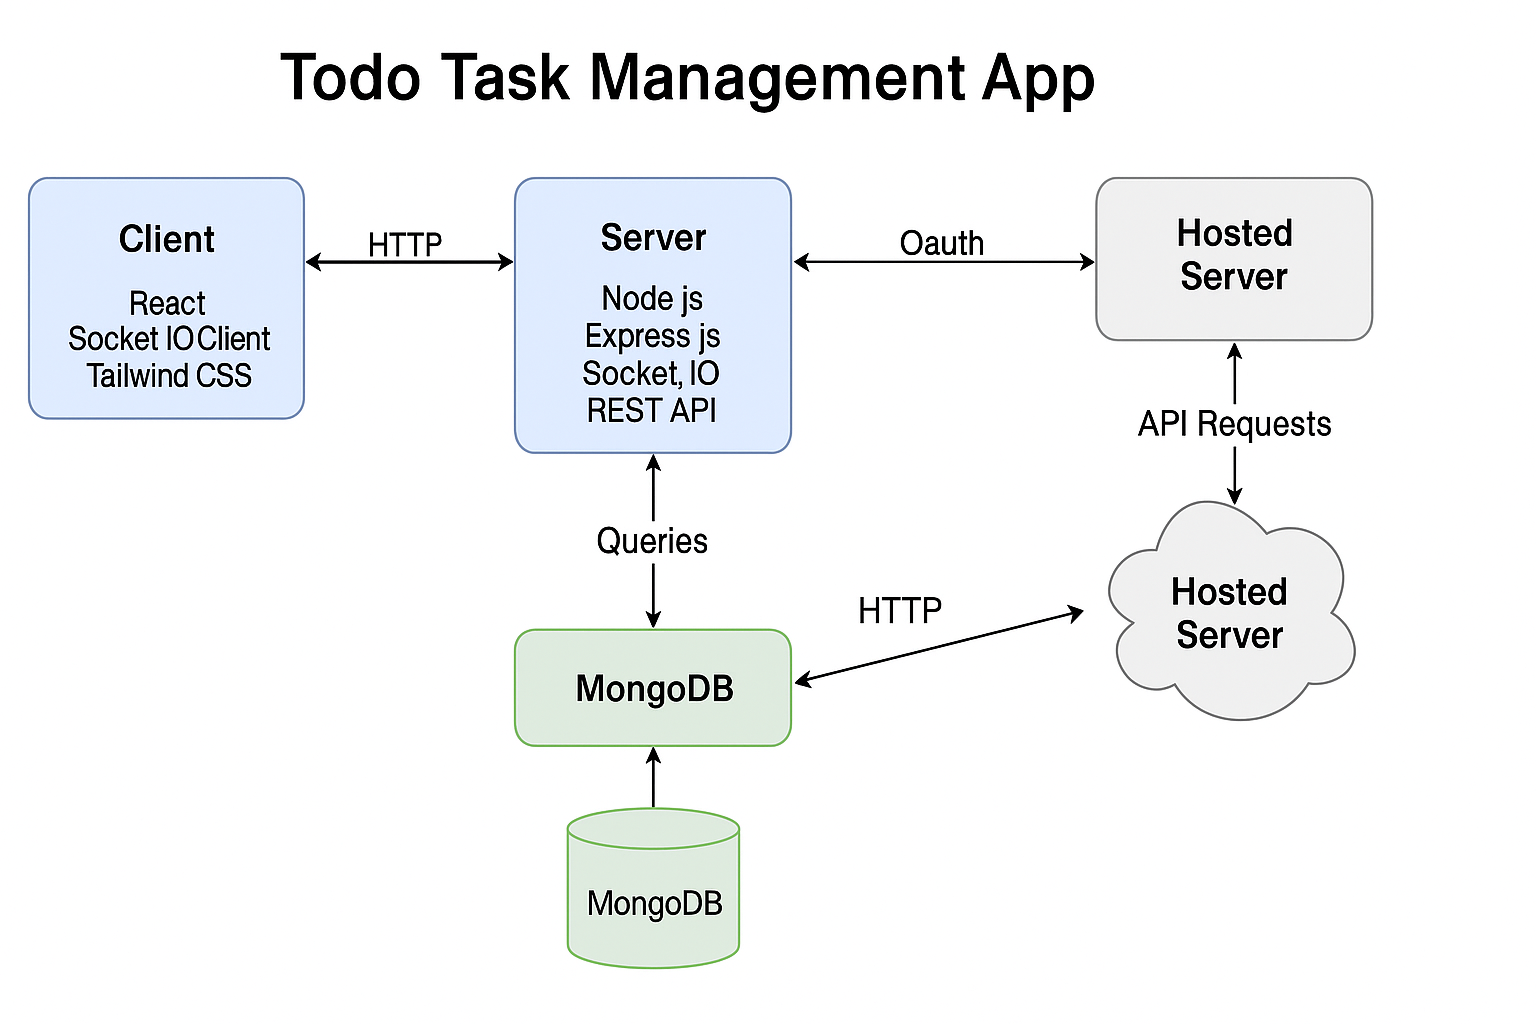 Todo Task Management App
Client
React
Socket IO Client
Tailwind CSS
HTTP
Server
Node js
Express js
Socket, IO
REST API
Oauth
Hosted
Server
API Requests
Queries
HTTP
Hosted
Server
MongoDB
MongoDB